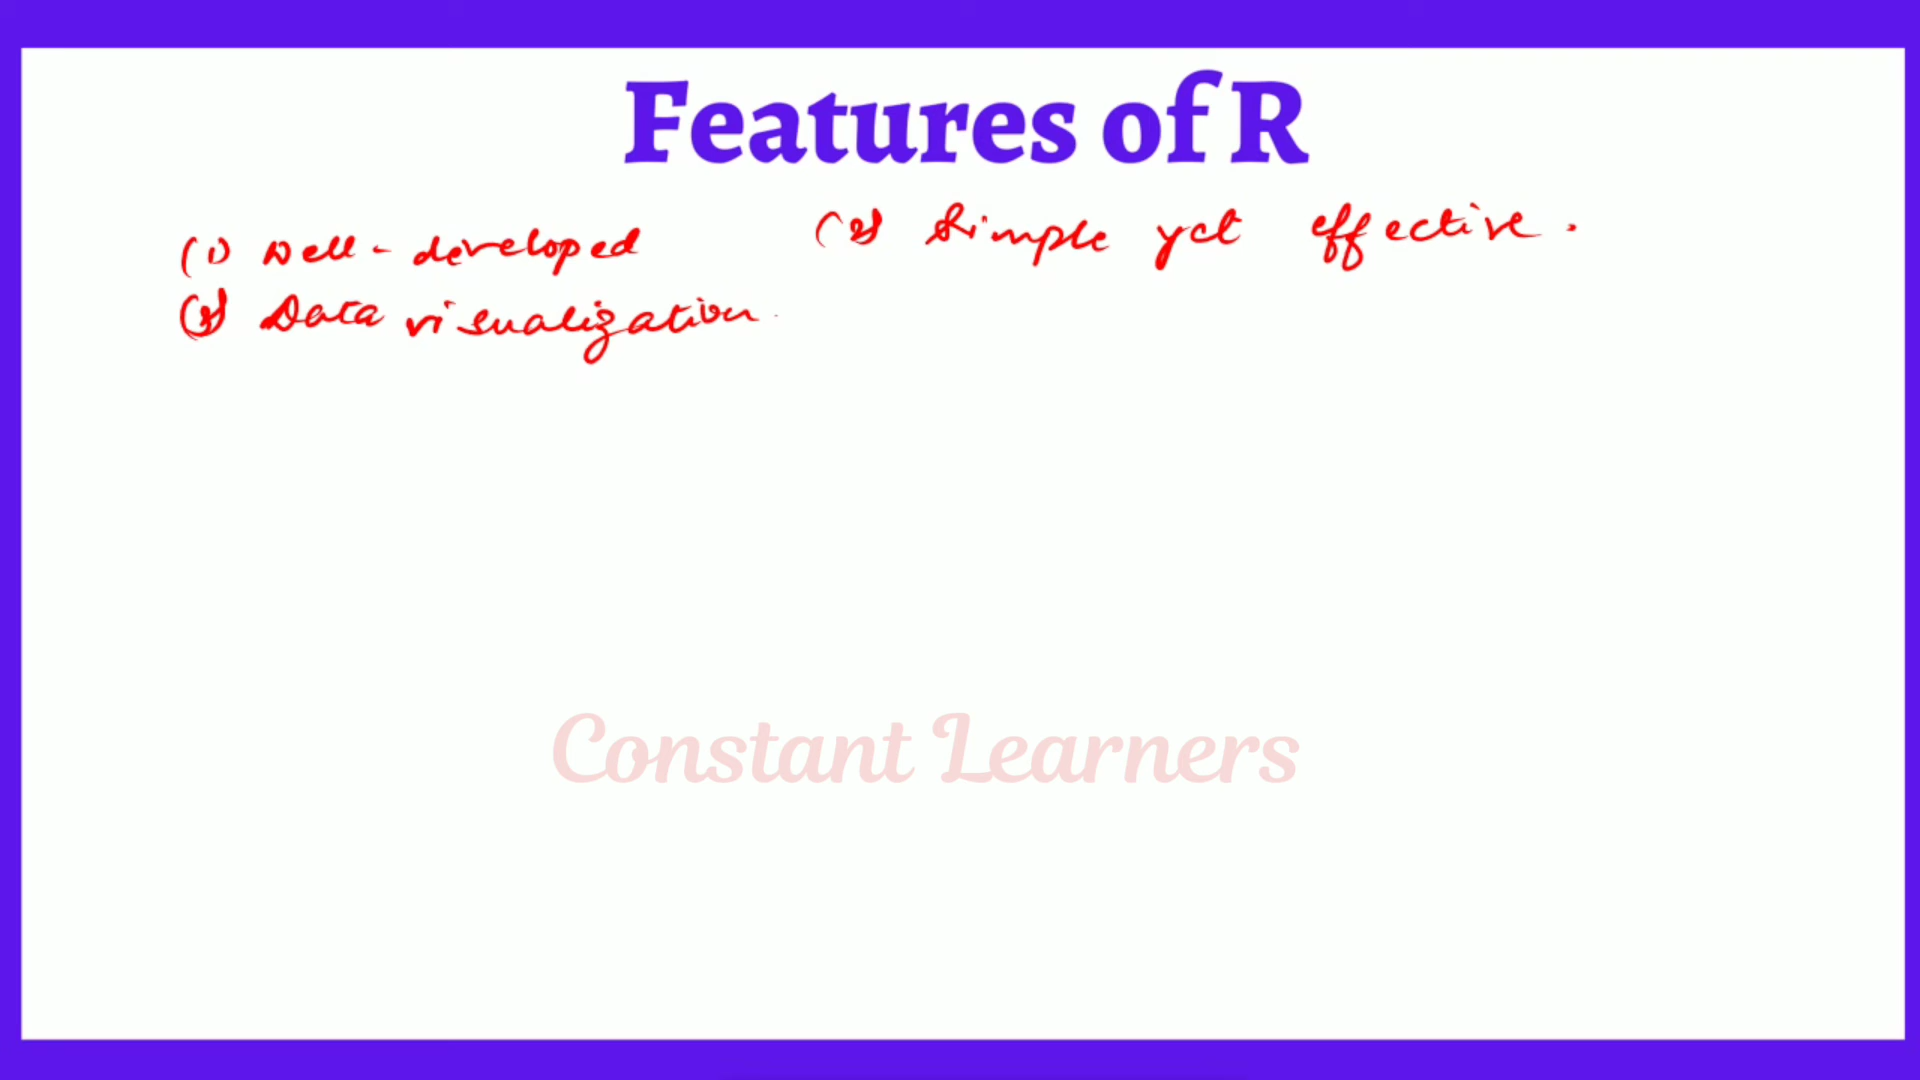 Features of R
(1) Well-developed
(2) Simple yet effective.
(3) Data visualization.
Constant Learners